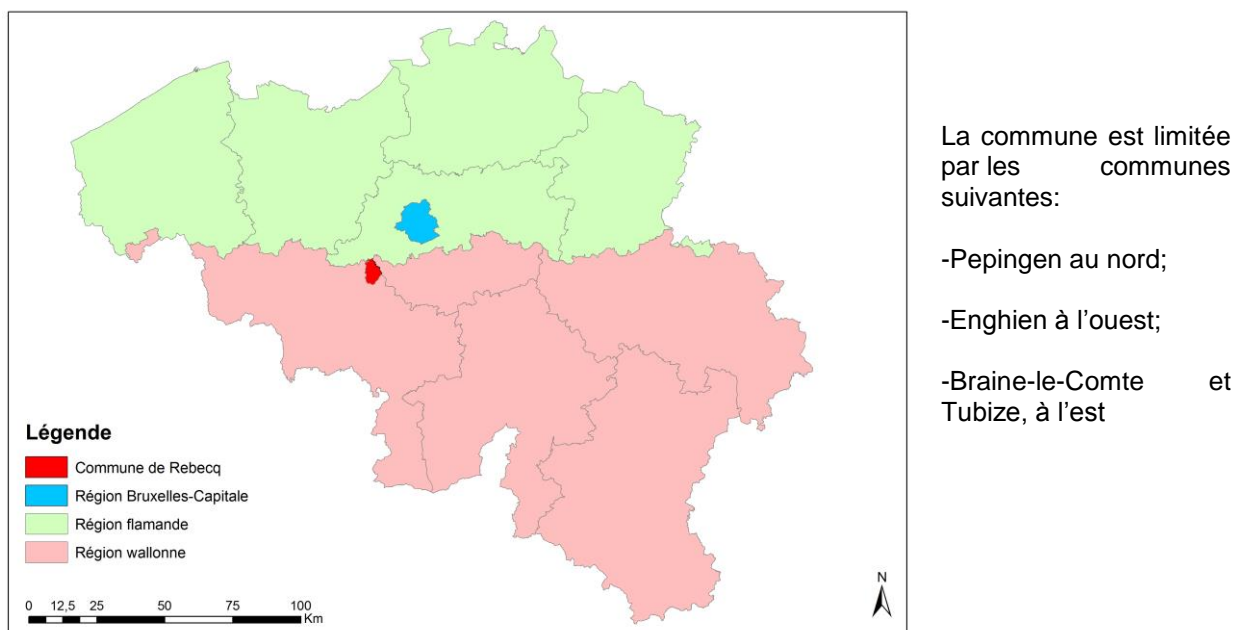 La commune est limitée
par les communes
suivantes:
-Pepingen au nord;
-Enghien à l'ouest;
-Braine-le-Comte et
Tubize, à l'est
Légende
Commune de Rebecq
Région Bruxelles-Capitale
Région flamande
Région wallonne
0 12,5 25 50 75 100
Km
N